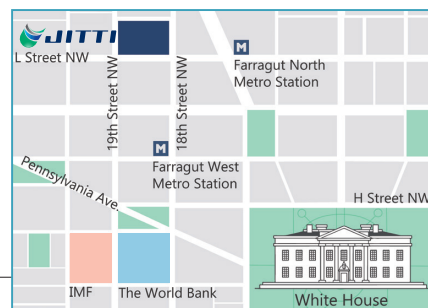 JITTI
L Street NW
19th Street NW
18th Street NW
M
Farragut North
Metro Station
M
Farragut West
Metro Station
Pennsylvania Ave.
H Street NW
IMF
The World Bank
White House